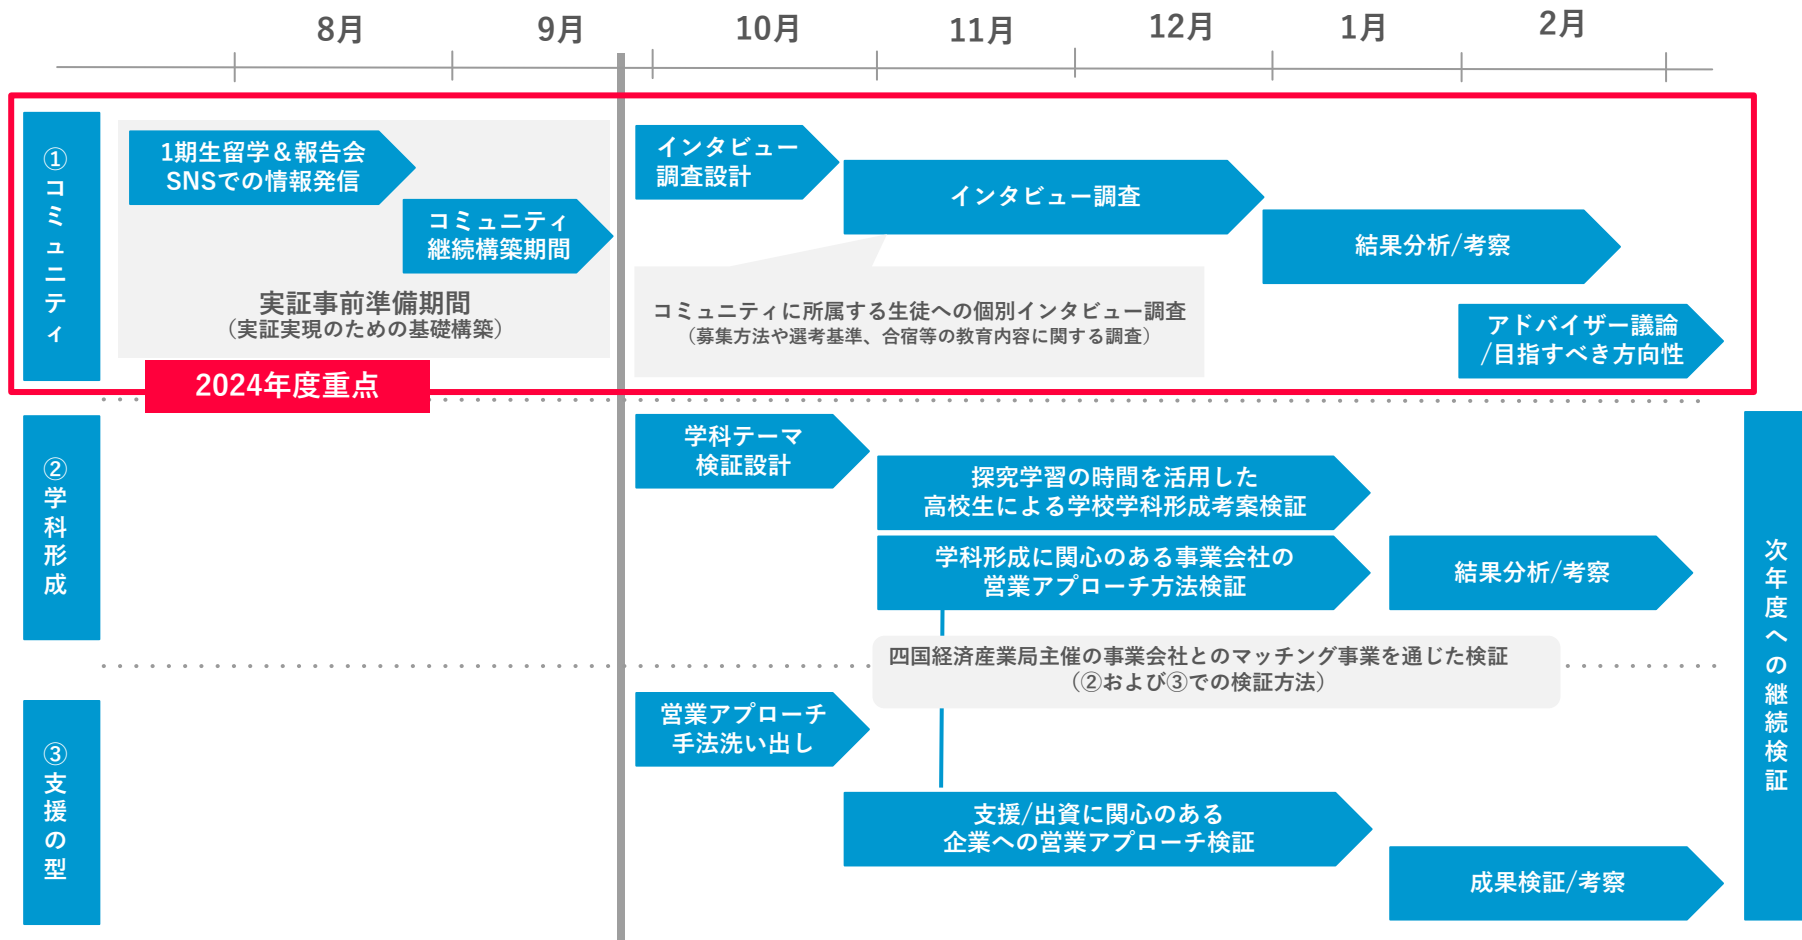 8月
9月
10月
11月
12月
1月
2月
①コミュニティ
1期生留学＆報告会
SNSでの情報発信
コミュニティ
継続構築期間
実証事前準備期間
（実証実現のための基礎構築）
インタビュー
調査設計
インタビュー調査
結果分析/考察
コミュニティに所属する生徒への個別インタビュー調査
（募集方法や選考基準、合宿等の教育内容に関する調査）
アドバイザー議論
/目指すべき方向性
2024年度重点
②学科形成
学科テーマ
検証設計
探究学習の時間を活用した
高校生による学校学科形成考案検証
学科形成に関心のある事業会社の
営業アプローチ方法検証
結果分析/考察
四国経済産業局主催の事業会社とのマッチング事業を通じた検証
（②および③での検証方法）
③支援の型
営業アプローチ
手法洗い出し
支援/出資に関心のある
企業への営業アプローチ検証
成果検証/考察
次年度への継続検証